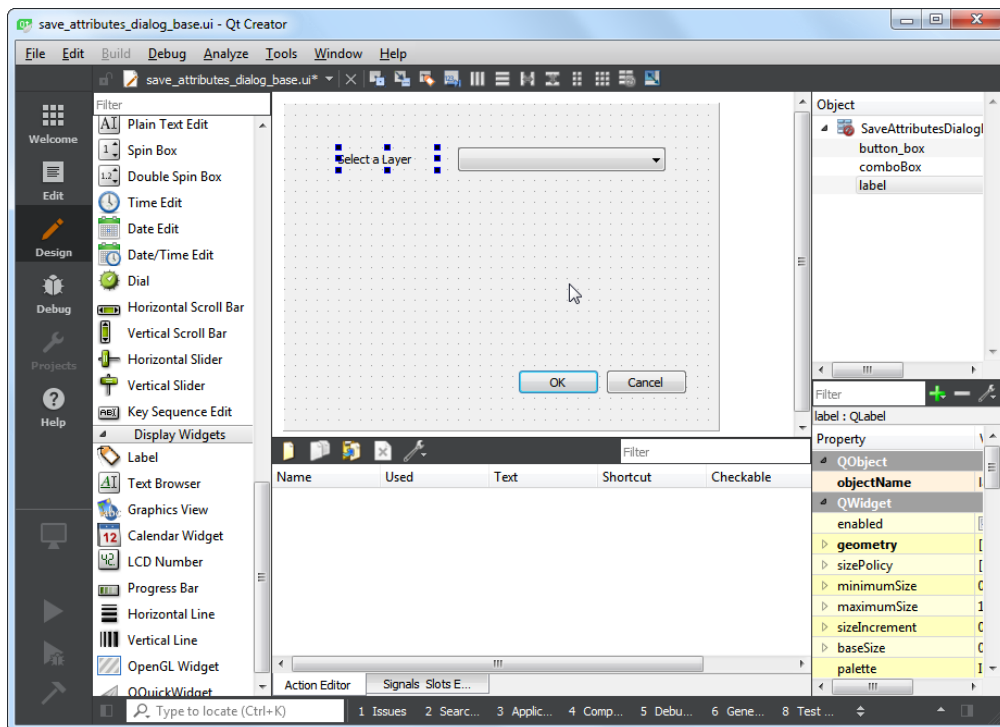 save_attributes_dialog_base.ui - Qt Creator
File Edit Build Debug Analyze Tools Window Help
save_attributes_dialog_base.ui*
Welcome
Edit
Design
Debug
Projects
Help
Filter
Plain Text Edit
Spin Box
Double Spin Box
Time Edit
Date Edit
Date/Time Edit
Dial
Horizontal Scroll Bar
Vertical Scroll Bar
Horizontal Slider
Vertical Slider
Key Sequence Edit
Display Widgets
Label
Text Browser
Graphics View
Calendar Widget
LCD Number
Progress Bar
Horizontal Line
Vertical Line
OpenGL Widget
QQuickWidget
Select a Layer
OK Cancel
Filter
Name Used Text Shortcut Checkable
Action Editor Signals Slots E...
Object
SaveAttributesDialog
button_box
comboBox
label
Filter
label : QLabel
Property
QObject
objectName
QWidget
enabled
geometry
sizePolicy
minimumSize
maximumSize
sizeIncrement
baseSize
palette
Type to locate (Ctrl+K) 1 Issues 2 Searc... 3 Applic... 4 Comp... 5 Debu... 6 Gene... 8 Test ...